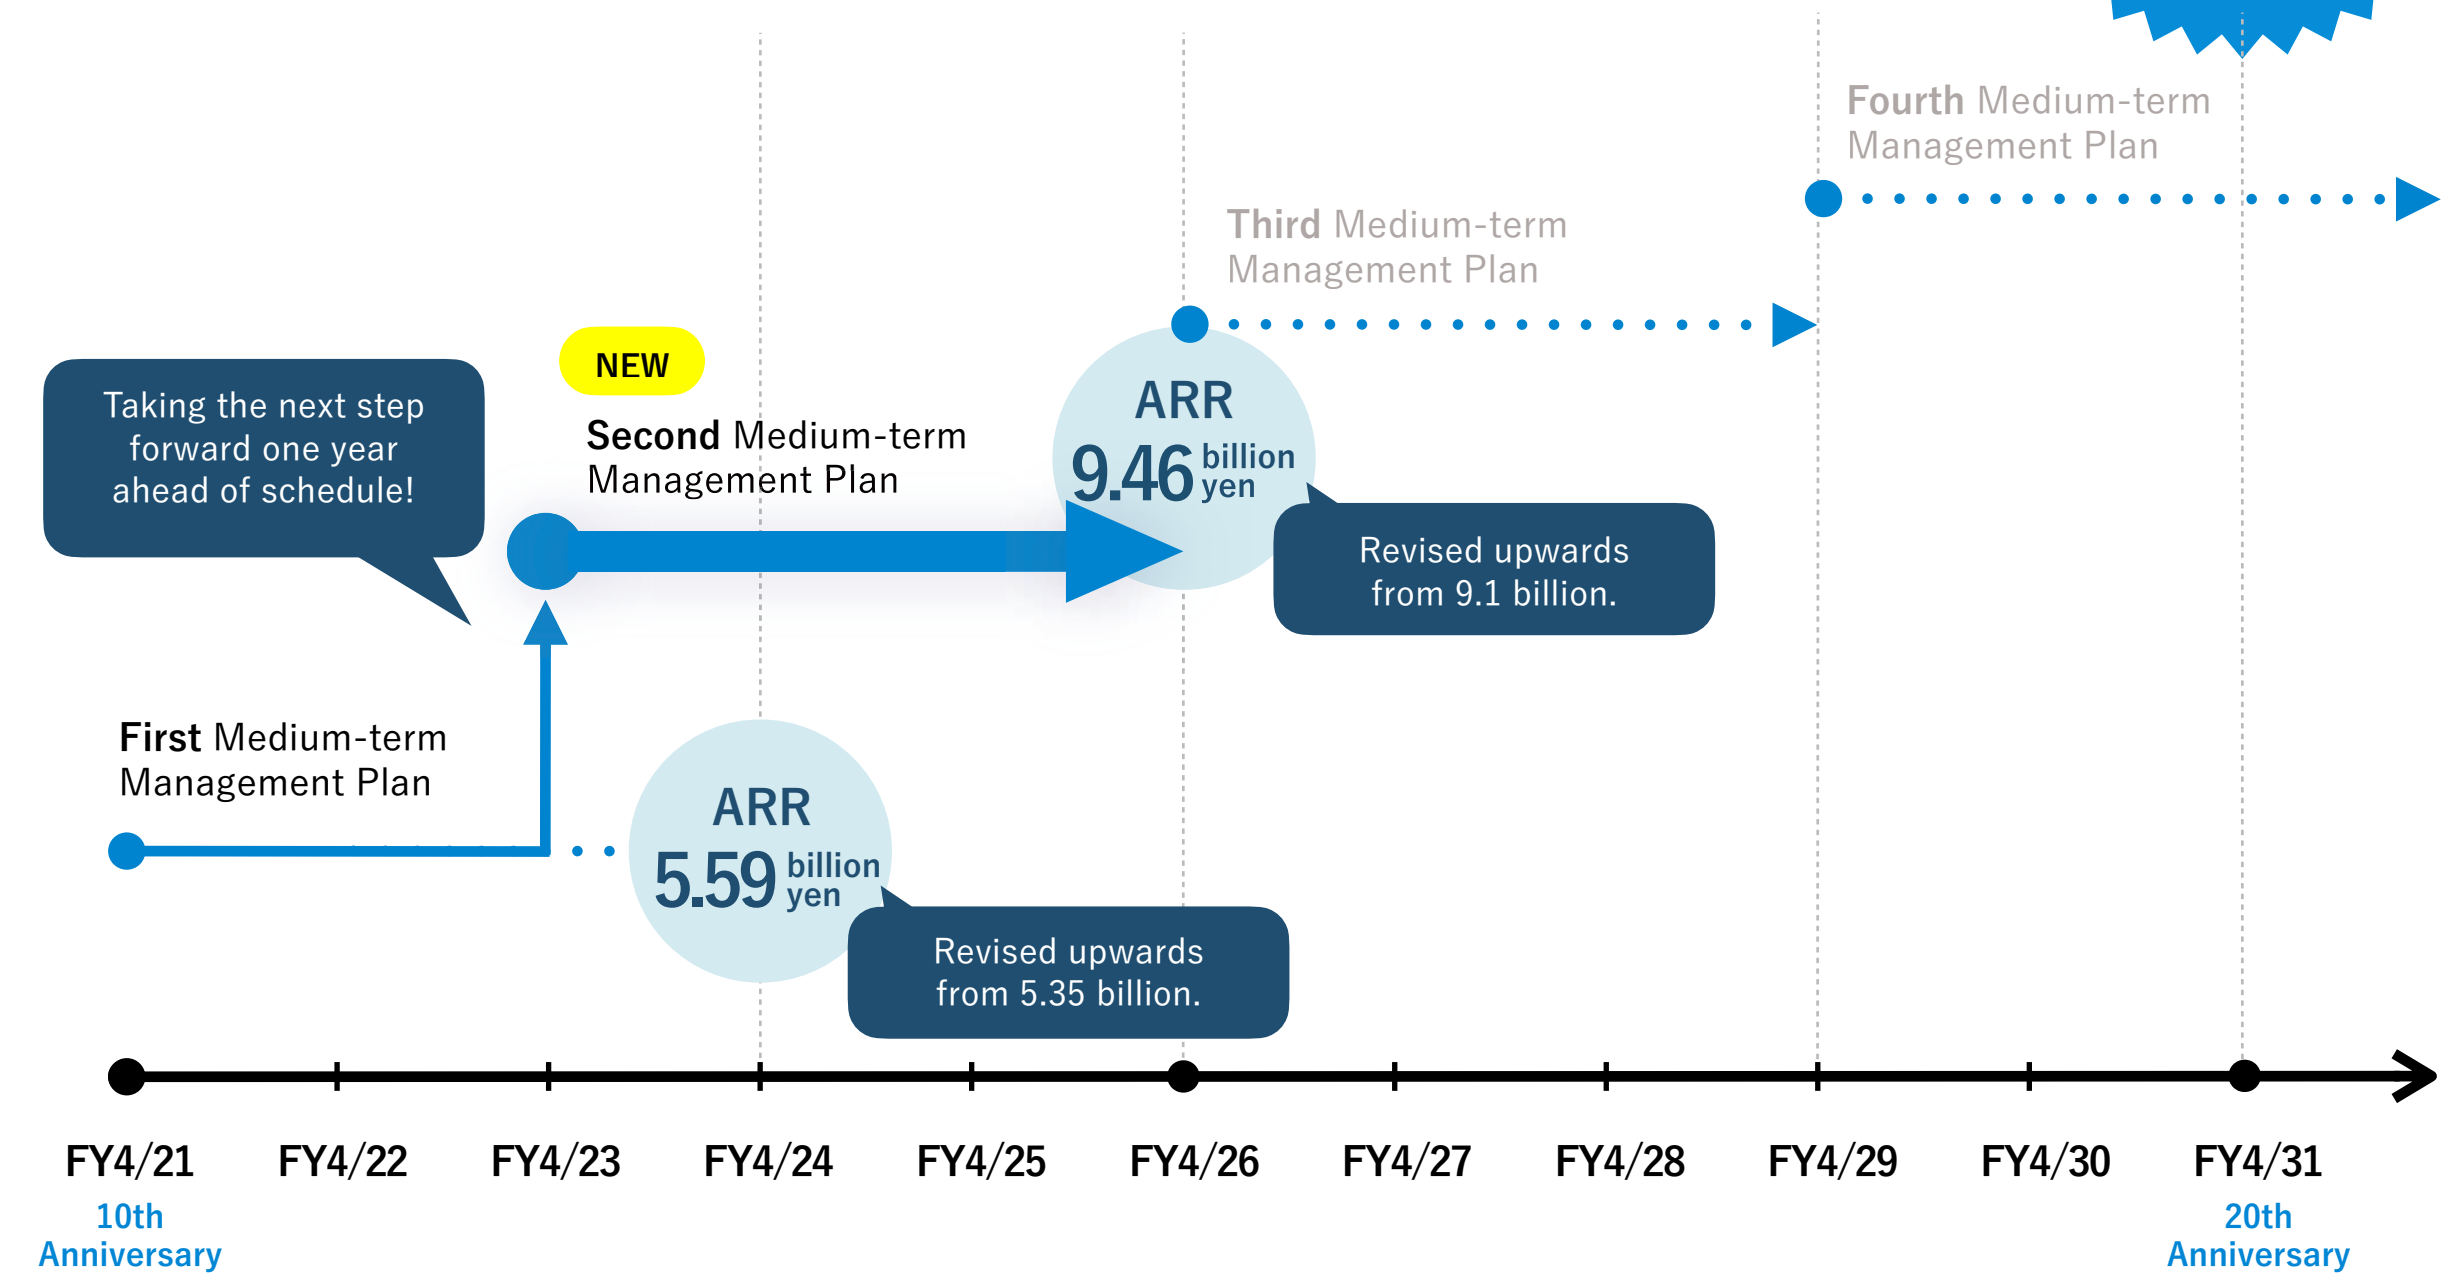 Fourth Medium-term
Management Plan
Third Medium-term
Management Plan
NEW
Taking the next step
forward one year
ahead of schedule!
Second Medium-term
Management Plan
ARR
9.46 billion
yen
Revised upwards
from 9.1 billion.
First Medium-term
Management Plan
ARR
5.59 billion
yen
Revised upwards
from 5.35 billion.
FY4/21 FY4/22 FY4/23 FY4/24 FY4/25 FY4/26 FY4/27 FY4/28 FY4/29 FY4/30 FY4/31
10th
Anniversary
20th
Anniversary